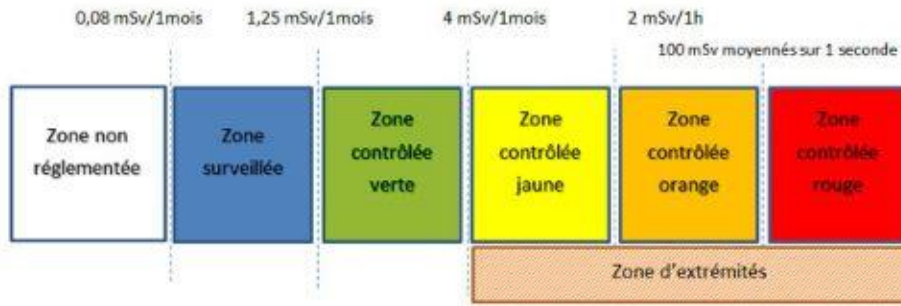 0,08 mSv/1mois
1,25 mSv/1mois
4 mSv/1mois
2 mSv/1h
100 mSv moyennés sur 1 seconde
Zone non
réglementée
Zone
surveillée
Zone
contrôlée
verte
Zone
contrôlée
jaune
Zone
contrôlée
orange
Zone
contrôlée
rouge
Zone d'extrémités